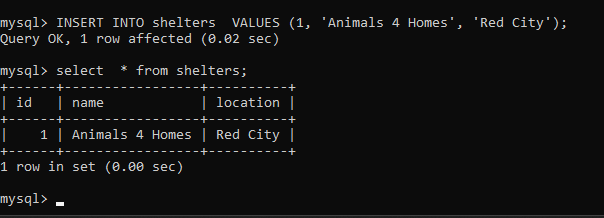 mysql> INSERT INTO shelters  VALUES (1, 'Animals 4 Homes', 'Red City');
Query OK, 1 row affected (0.02 sec)
mysql> select  * from shelters;
+------+-----------------+----------+
| id   | name            | location |
+------+-----------------+----------+
|    1 | Animals 4 Homes | Red City |
+------+-----------------+----------+
1 row in set (0.00 sec)
mysql>